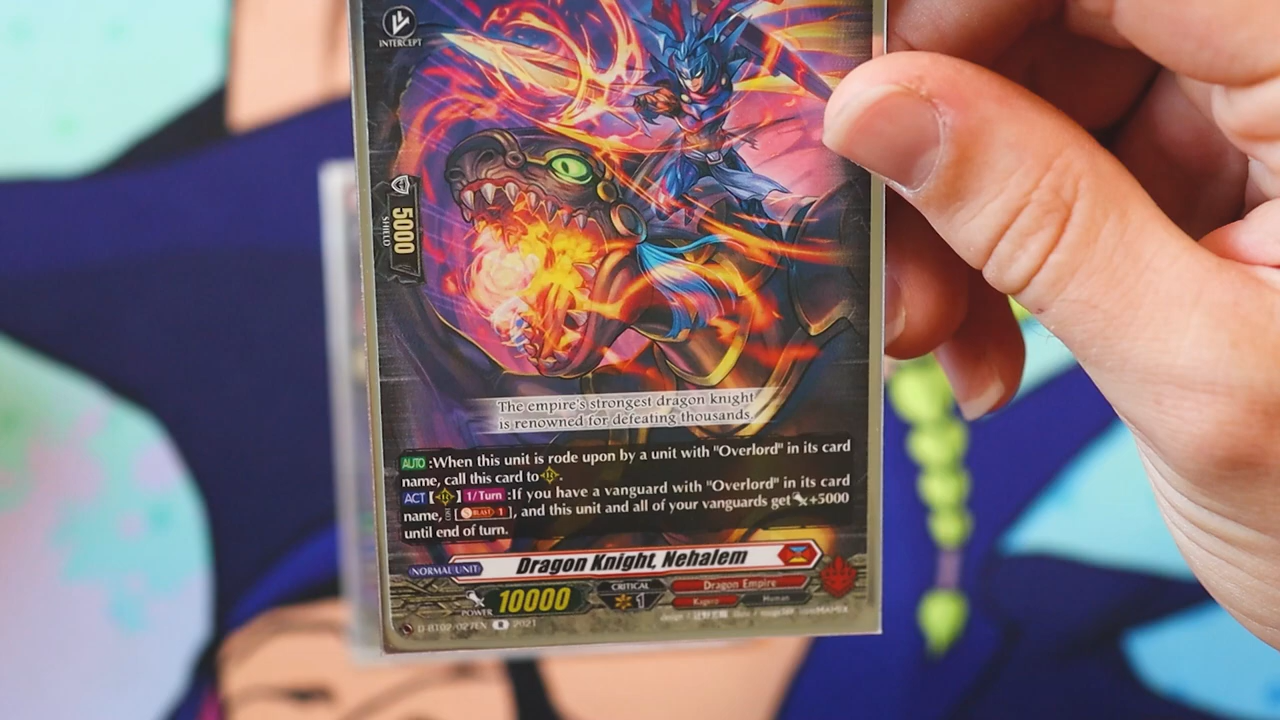 INTERCEPT
5000
SHIELD
The empire's strongest dragon knight
is renowned for defeating thousands.
AUTO :When this unit is rode upon by a unit with "Overlord" in its card
name, call this card to .
ACT [ ] 1/Turn :If you have a vanguard with "Overlord" in its card
name, [ BLAST 1 ], and this unit and all of your vanguards get +5000
until end of turn.
NORMAL UNIT Dragon Knight, Nehalem
POWER 10000 CRITICAL 1 Dragon Empire
Kagero Human
D-BT02/027EN R 2021